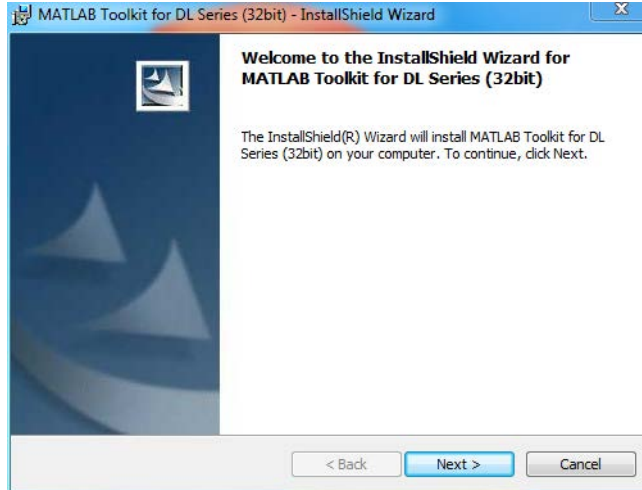 MATLAB Toolkit for DL Series (32bit) - InstallShield Wizard
Welcome to the InstallShield Wizard for
MATLAB Toolkit for DL Series (32bit)
The InstallShield(R) Wizard will install MATLAB Toolkit for DL
Series (32bit) on your computer. To continue, click Next.
< Back
Next >
Cancel